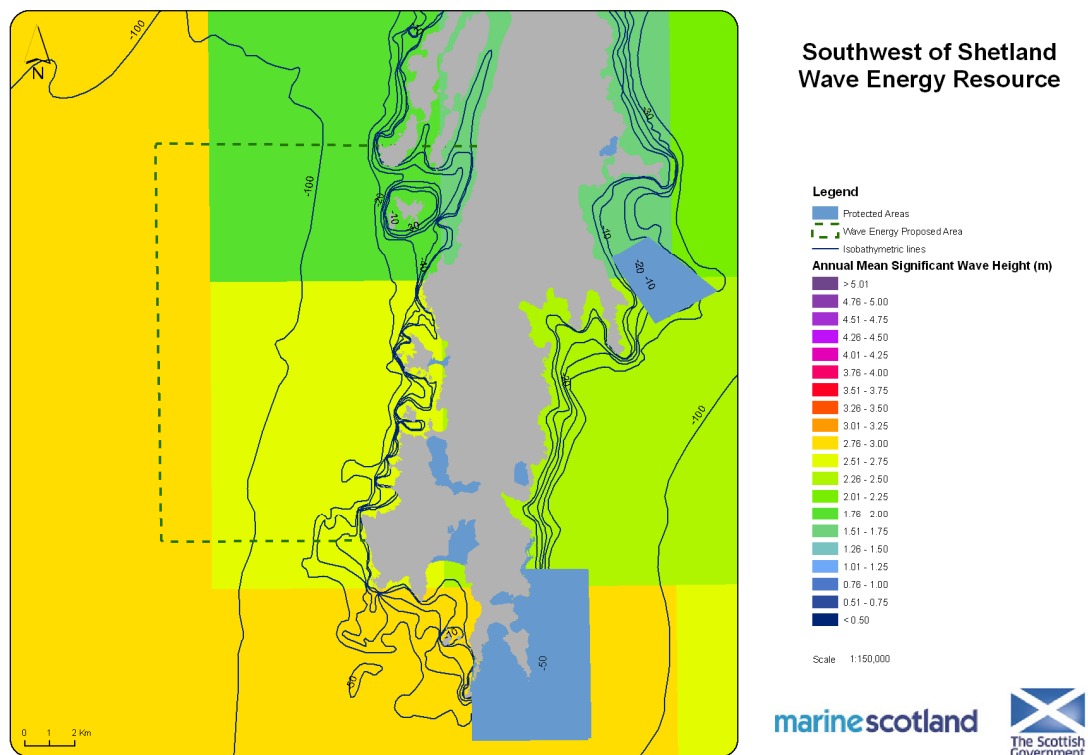 Southwest of Shetland
Wave Energy Resource
N
-100
-100
-30
-20
-10
-30
-10
-20
-10
-20
-100
-50
-50
0 1 2 Km
Legend
Protected Areas
Wave Energy Proposed Area
Isobathymetric lines
Annual Mean Significant Wave Height (m)
> 5.01
4.76 - 5.00
4.51 - 4.75
4.26 - 4.50
4.01 - 4.25
3.76 - 4.00
3.51 - 3.75
3.26 - 3.50
3.01 - 3.25
2.76 - 3.00
2.51 - 2.75
2.26 - 2.50
2.01 - 2.25
1.76 2.00
1.51 - 1.75
1.26 - 1.50
1.01 - 1.25
0.76 - 1.00
0.51 - 0.75
< 0.50
Scale 1:150,000
marinescotland
The Scottish
Government